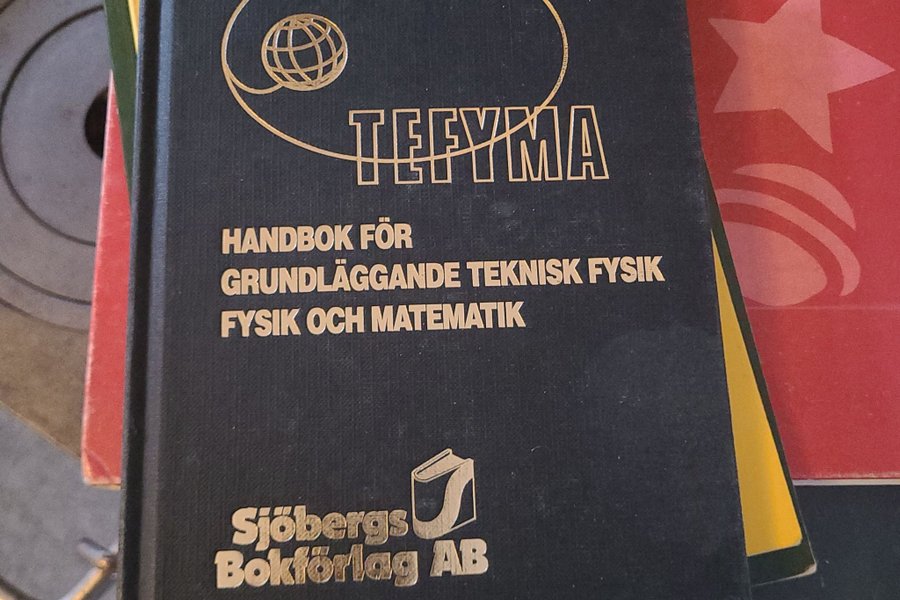 TEFYMA
HANDBOK FÖR
GRUNDLÄGGANDE TEKNISK FYSIK
FYSIK OCH MATEMATIK
Sjöbergs
Bokförlag AB